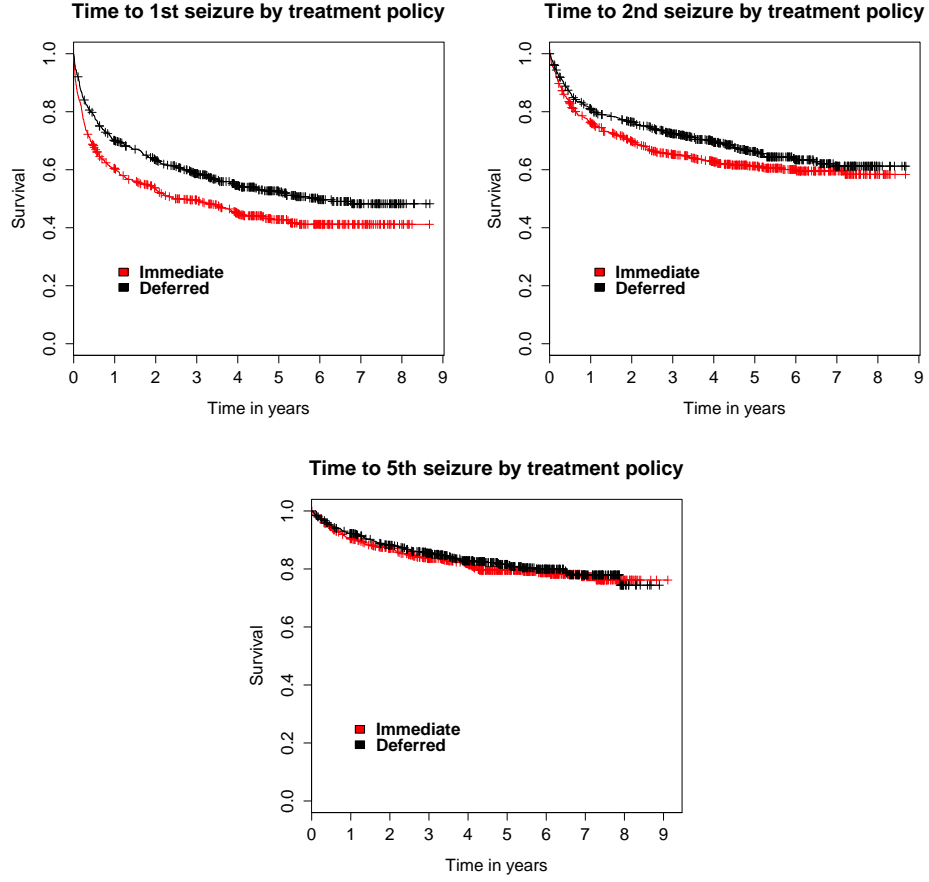 Time to 1st seizure by treatment policy
Survival
0.0 0.2 0.4 0.6 0.8 1.0
Immediate
Deferred
0 1 2 3 4 5 6 7 8 9
Time in years
Time to 2nd seizure by treatment policy
Survival
0.0 0.2 0.4 0.6 0.8 1.0
Immediate
Deferred
0 1 2 3 4 5 6 7 8 9
Time in years
Time to 5th seizure by treatment policy
Survival
0.0 0.2 0.4 0.6 0.8 1.0
Immediate
Deferred
0 1 2 3 4 5 6 7 8 9
Time in years